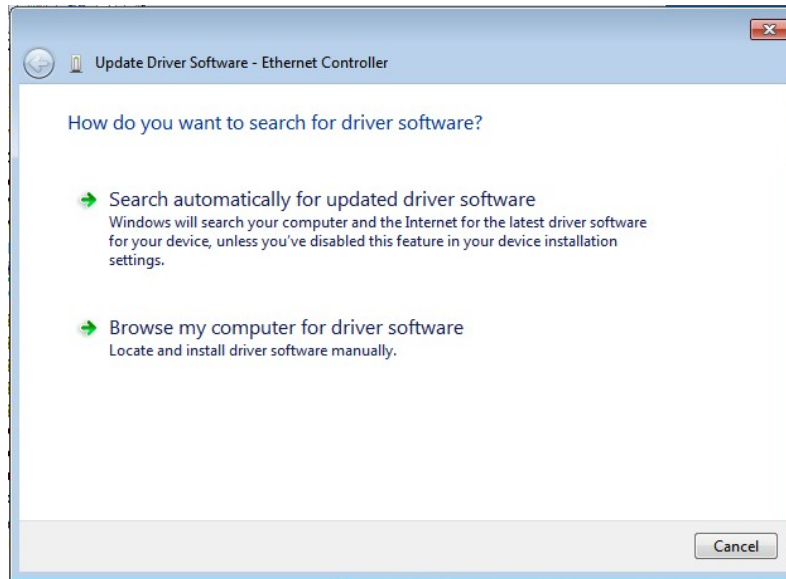 Update Driver Software - Ethernet Controller
How do you want to search for driver software?
Search automatically for updated driver software
Windows will search your computer and the Internet for the latest driver software
for your device, unless you've disabled this feature in your device installation
settings.
Browse my computer for driver software
Locate and install driver software manually.
Cancel